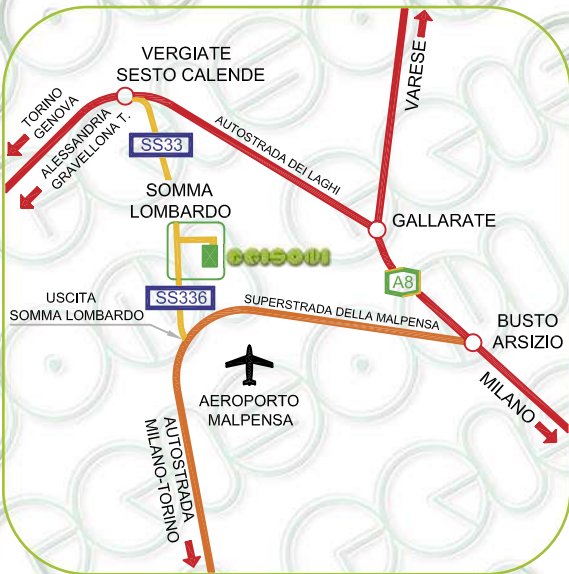 VERGIATE
SESTO CALENDE
VARESE
TORINO
GENOVA
ALESSANDRIA
GRAVELLONA T.
SS33
AUTOSTRADA DEI LAGHI
SOMMA
LOMBARDO
GALLARATE
A8
SS336
USCITA
SOMMA LOMBARDO
SUPERSTRADA DELLA MALPENSA
BUSTO
ARSIZIO
MILANO
AEROPORTO
MALPENSA
AUTOSTRADA
MILANO-TORINO